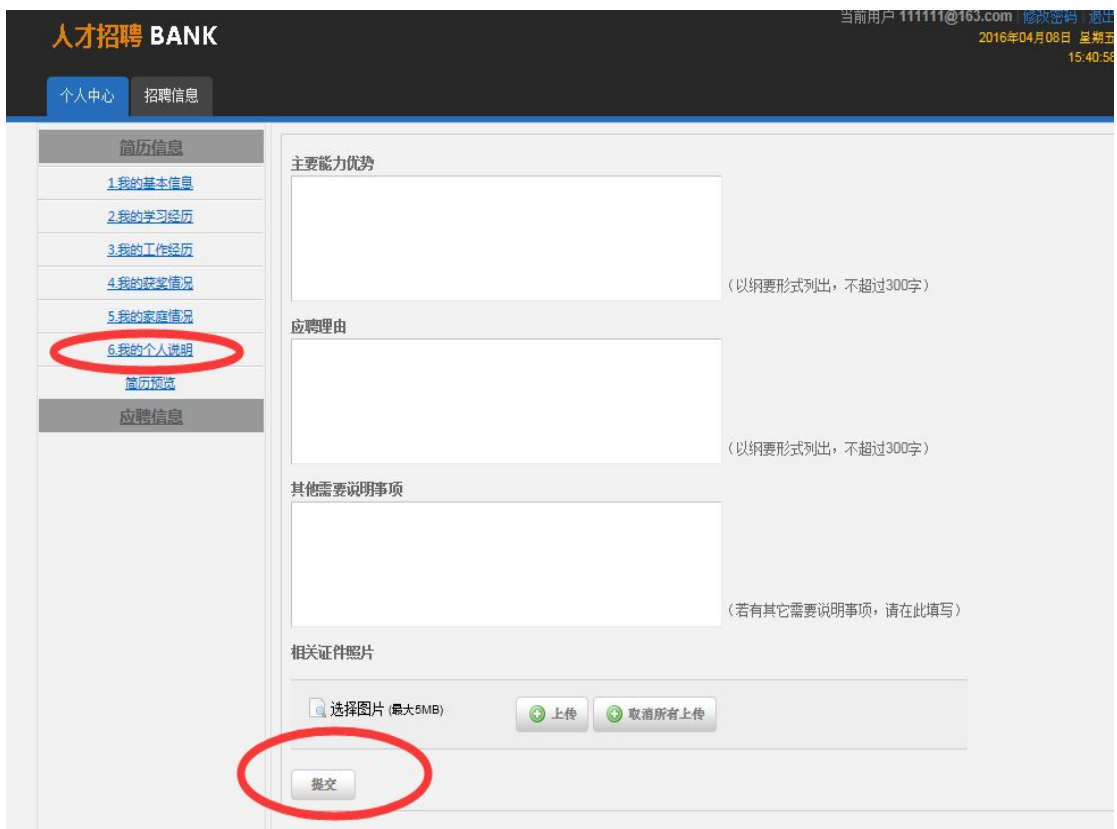 当前用户 111111@163.com 修改密码 退出
人才招聘 BANK
2016年04月08日 星期五
15:40:58
个人中心 招聘信息
简历信息
1.我的基本信息
2.我的学习经历
3.我的工作经历
4.我的获奖情况
5.我的家庭情况
6.我的个人说明
简历预览
应聘信息
主要能力优势
（以纲要形式列出，不超过300字）
应聘理由
（以纲要形式列出，不超过300字）
其他需要说明事项
（若有其它需要说明事项，请在此填写）
相关证件照片
选择图片 (最大5MB) 上传 取消所有上传
提交